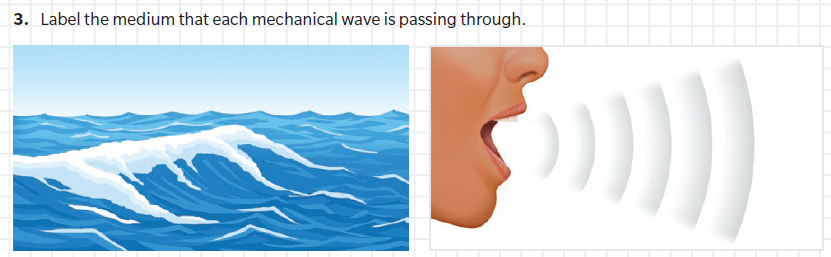 3. Label the medium that each mechanical wave is passing through.